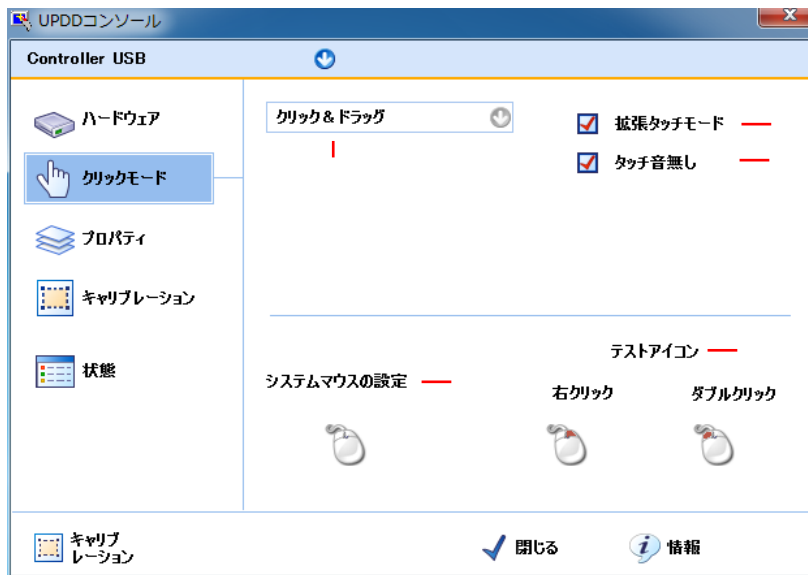 UPDDコンソール
Controller USB
ハードウェア
クリックモード
プロパティ
キャリブレーション
状態
クリック & ドラッグ
拡張タッチモード
タッチ音無し
テストアイコン
システムマウスの設定
右クリック
ダブルクリック
キャリブ
レーション
閉じる
情報